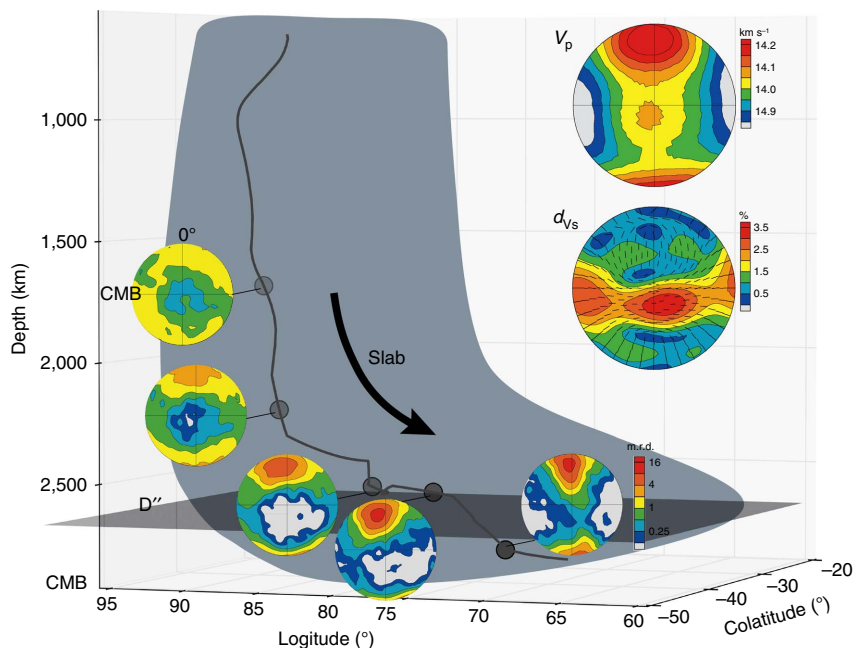 Vp
km s⁻¹
14.2
14.1
14.0
14.9
dVs
%
3.5
2.5
1.5
0.5
1,000
1,500
0°
CMB
Depth (km)
2,000
Slab
2,500
m.r.d.
16
4
1
0.25
D′′
CMB
95
90
85
80
75
70
65
60
−50
−40
−30
−20
Logitude (°)
Colatitude (°)